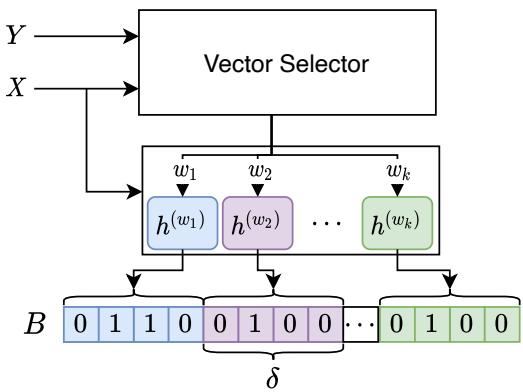 Y
Vector Selector
X
w₁ w₂ wₖ
h⁽ʷ¹⁾ h⁽ʷ²⁾ ⋯ h⁽ʷᵏ⁾
B 0 1 1 0 0 1 0 0 ⋯ 0 1 0 0
δ